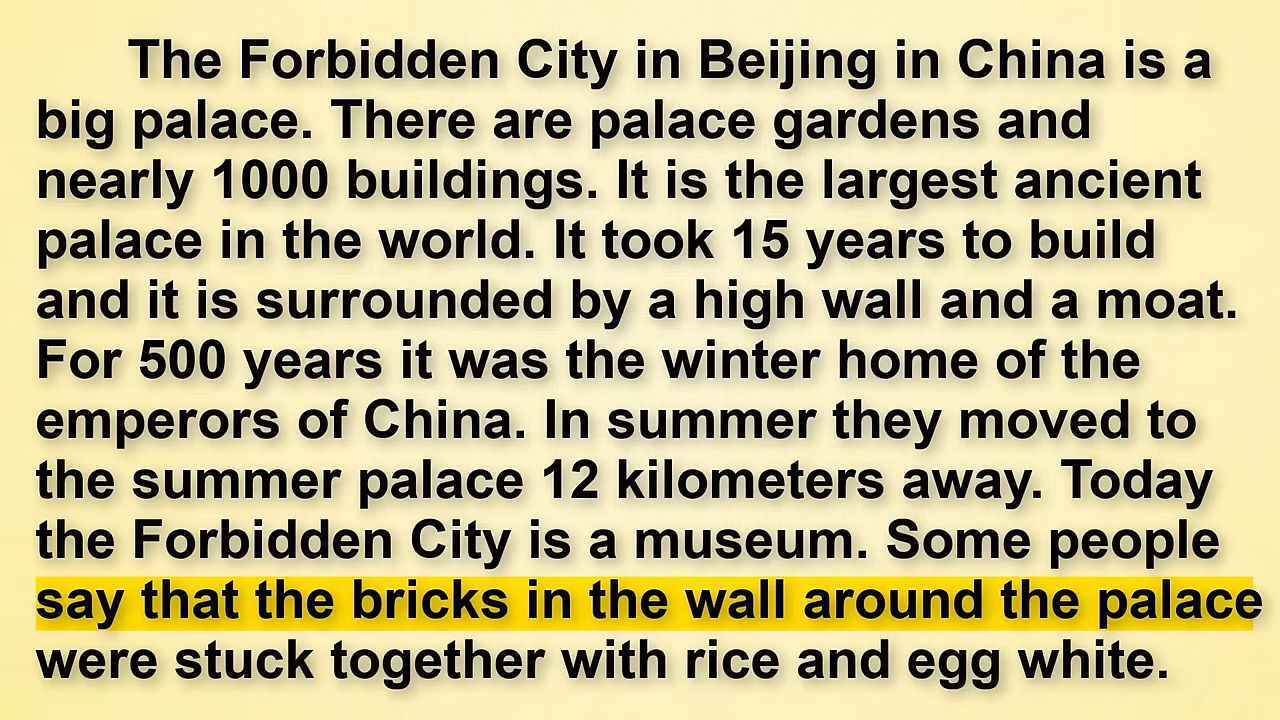 The Forbidden City in Beijing in China is a
big palace. There are palace gardens and
nearly 1000 buildings. It is the largest ancient
palace in the world. It took 15 years to build
and it is surrounded by a high wall and a moat.
For 500 years it was the winter home of the
emperors of China. In summer they moved to
the summer palace 12 kilometers away. Today
the Forbidden City is a museum. Some people
say that the bricks in the wall around the palace
were stuck together with rice and egg white.